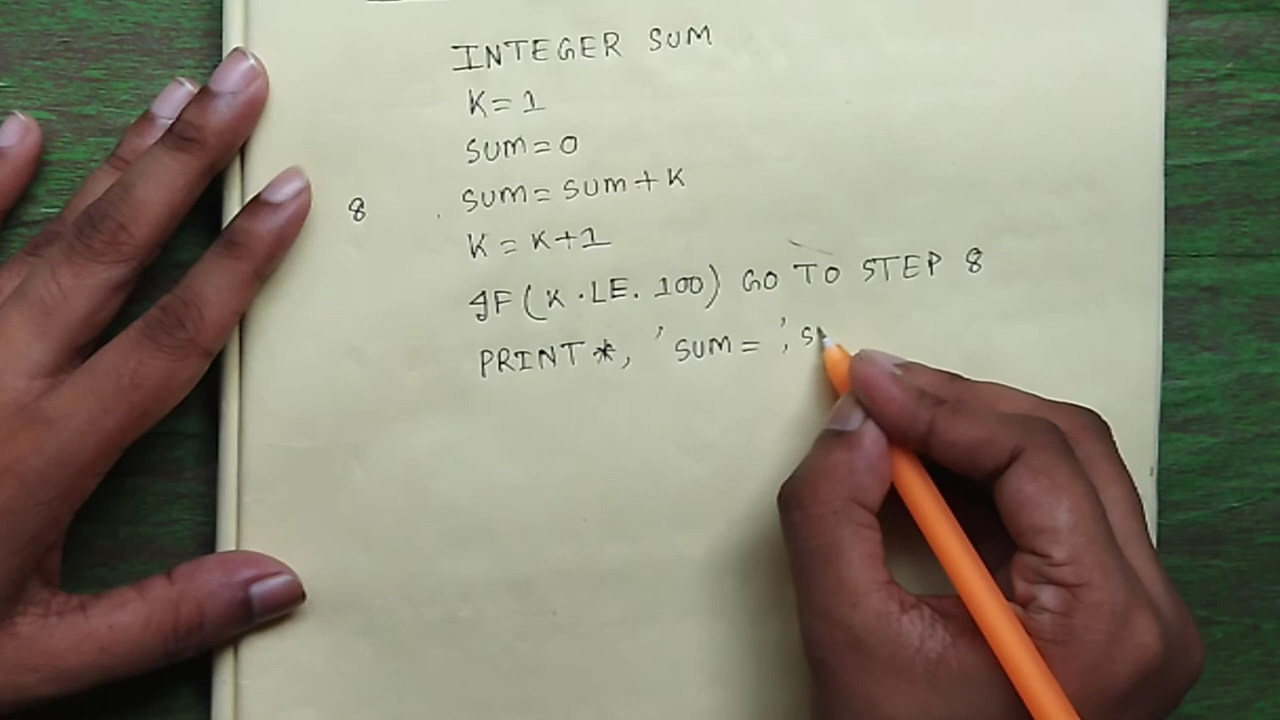 INTEGER SUM
K=1
SUM=0
8 SUM=SUM+K
K=K+1
IF(K.LE.100) GO TO STEP 8
PRINT*, 'SUM=', S